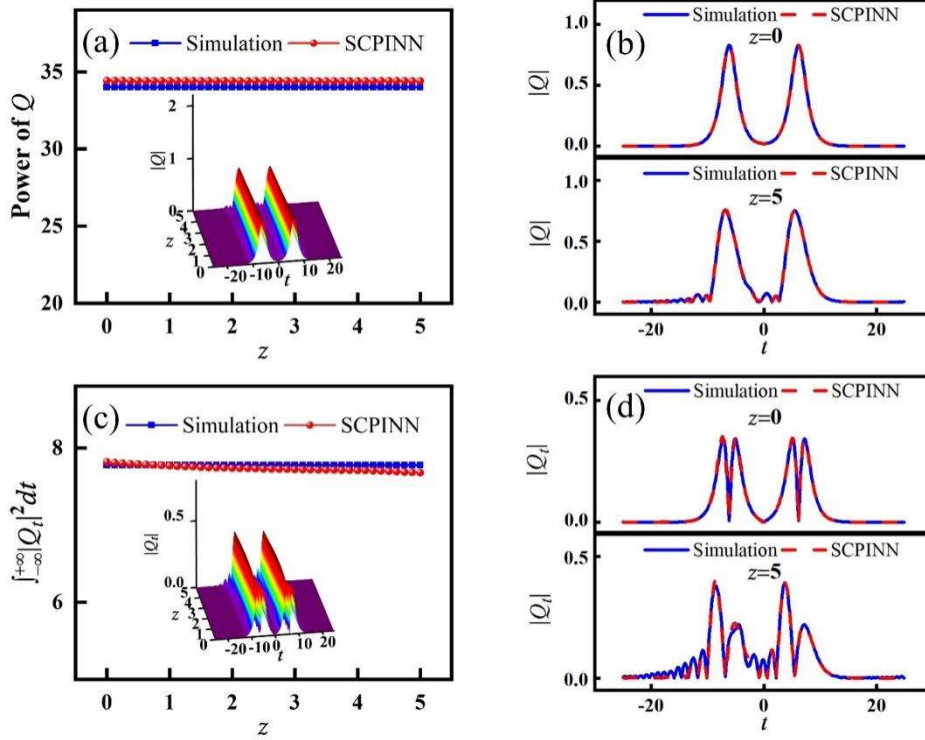 (a)
Simulation SCPINN
Power of Q
35
30
25
20
0 1 2 3 4 5
z
|Q|
2
1
0
5
4
3
2
1
0
z
-20 -10 0 10 20
t
(b)
1.0
0.5
0.0
|Q|
Simulation SCPINN
z=0
1.0
0.5
0.0
|Q|
Simulation SCPINN
z=5
-20 0 20
t
(c)
Simulation SCPINN
∫−∞+∞|Qt|2dt
8
6
0 1 2 3 4 5
z
|Qt|
0.5
0.0
5
4
3
2
1
0
z
-20 -10 0 10 20
t
(d)
0.5
0.0
|Qt|
Simulation SCPINN
z=0
0.5
0.0
|Qt|
Simulation SCPINN
z=5
-20 0 20
t